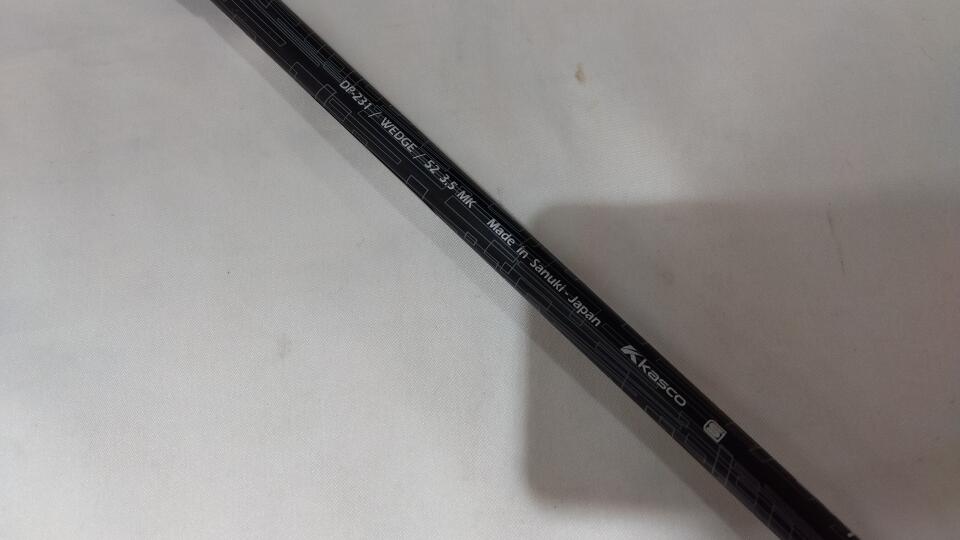 DP-231 / WEDGE / 52 3.5 MK Made in Sanuki - Japan Kasco S